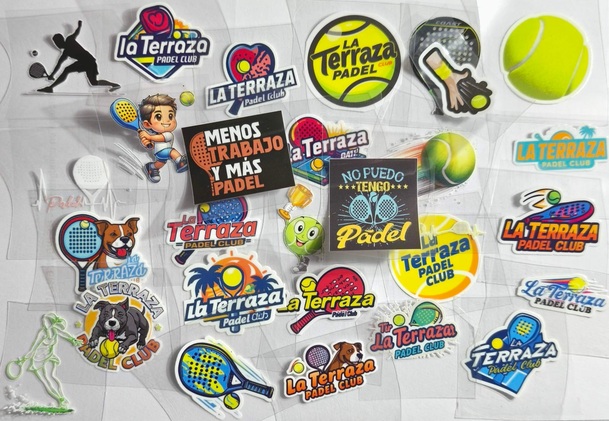 la Terraza
PADEL CLUB
LA TERRAZA
Padel Club
LA
Terraza
PADEL
CLUB
MENOS
TRABAJO
Y MÁS
PADEL
LA TERRAZA
NO PUEDO
TENGO
Pádel
LA TERRAZA
Padel
La
Terraza
PADEL CLUB
La
Terraza
PADEL
CLUB
LA TERRAZA
PADEL CLUB
La
TERRAZA
LA TERRAZA
PADEL CLUB
La Terraza
Padel Club
La Terraza
Padel Club
La Terraza
PADEL CLUB
La Terraza
PADEL CLUB
La Terraza
PADEL CLUB
LA
TERRAZA
Padel Club